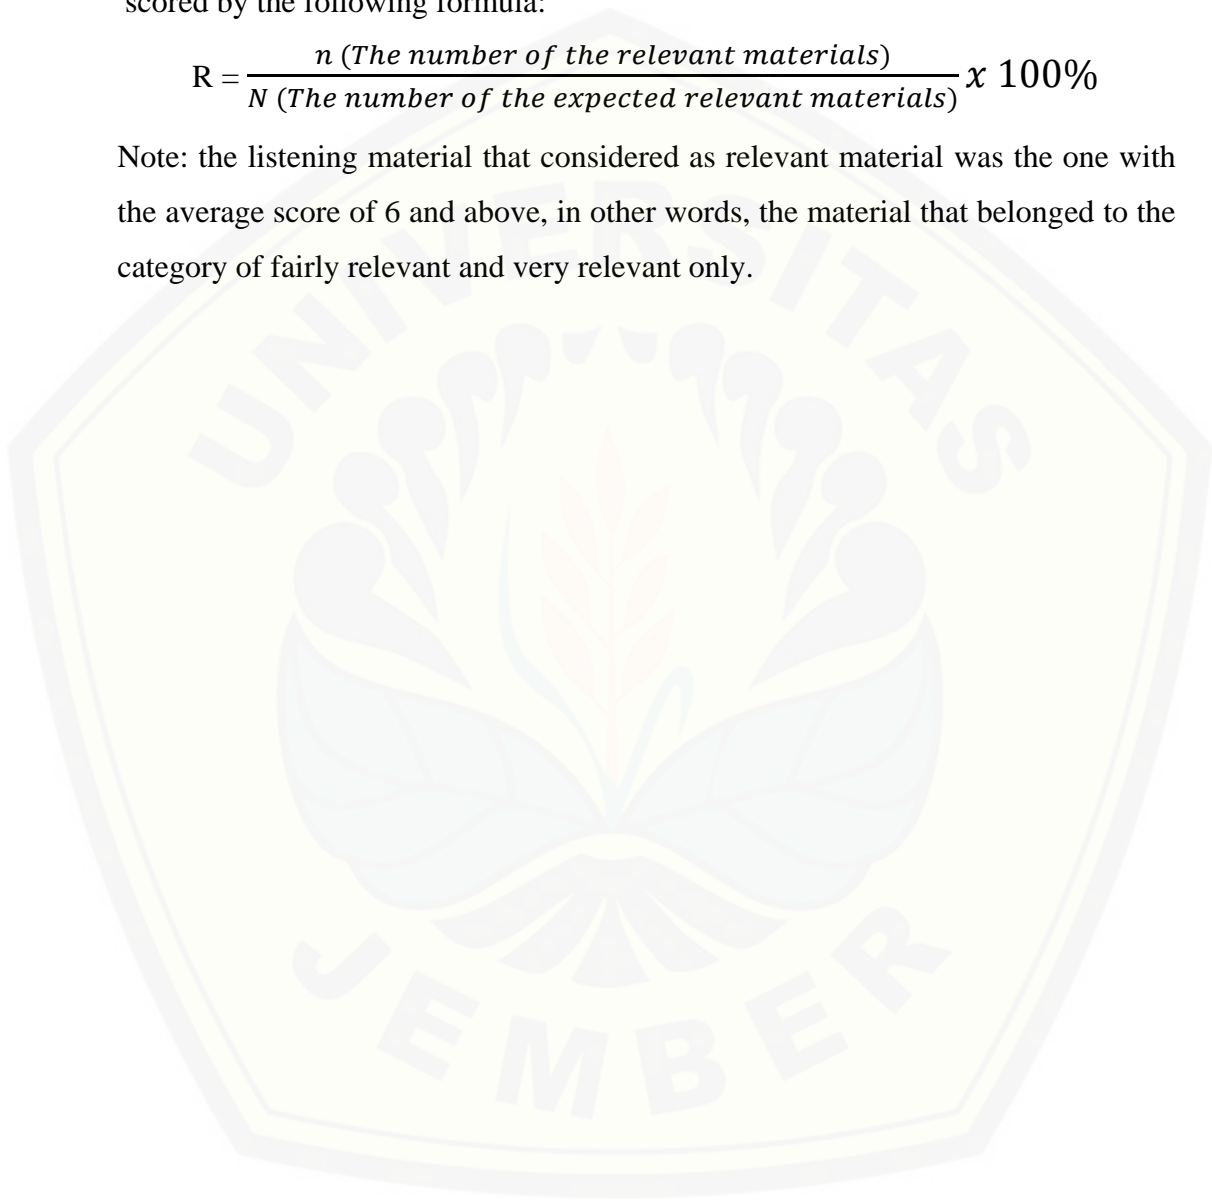 scored by the following formula:
R = n (The number of the relevant materials) / N (The number of the expected relevant materials) x 100%
Note: the listening material that considered as relevant material was the one with
the average score of 6 and above, in other words, the material that belonged to the
category of fairly relevant and very relevant only.
UNIVERSITAS
JEMBER